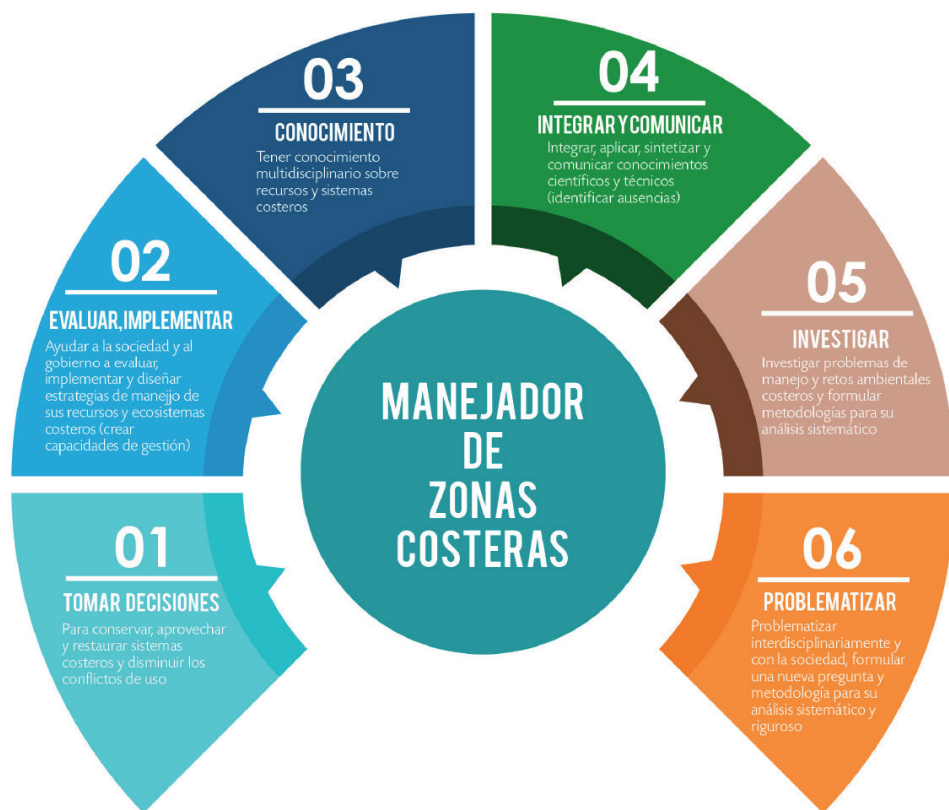 01
TOMAR DECISIONES
Para conservar, aprovechar
y restaurar sistemas
costeros y disminuir los
conflictos de uso
02
EVALUAR, IMPLEMENTAR
Ayudar a la sociedad y al
gobierno a evaluar,
implementar y diseñar
estrategias de manejjo de
sus recursos y ecosistemas
costeros (crear
capacidades de gestión)
03
CONOCIMIENTO
Tener conocimiento
multidisciplinario sobre
recursos y sistemas
costeros
04
INTEGRAR Y COMUNICAR
Integrar, aplicar, sintetizar y
comunicar conocimientos
científicos y técnicos
(identificar ausencias)
05
INVESTIGAR
Investigar problemas de
manejo y retos ambientales
costeros y formular
metodologías para su
análisis sistemático
06
PROBLEMATIZAR
Problematizar
interdisciplinariamente y
con la sociedad, formular
una nueva pregunta y
metodología para su
análisis sistemático y
riguroso
MANEJADOR
DE
ZONAS
COSTERAS